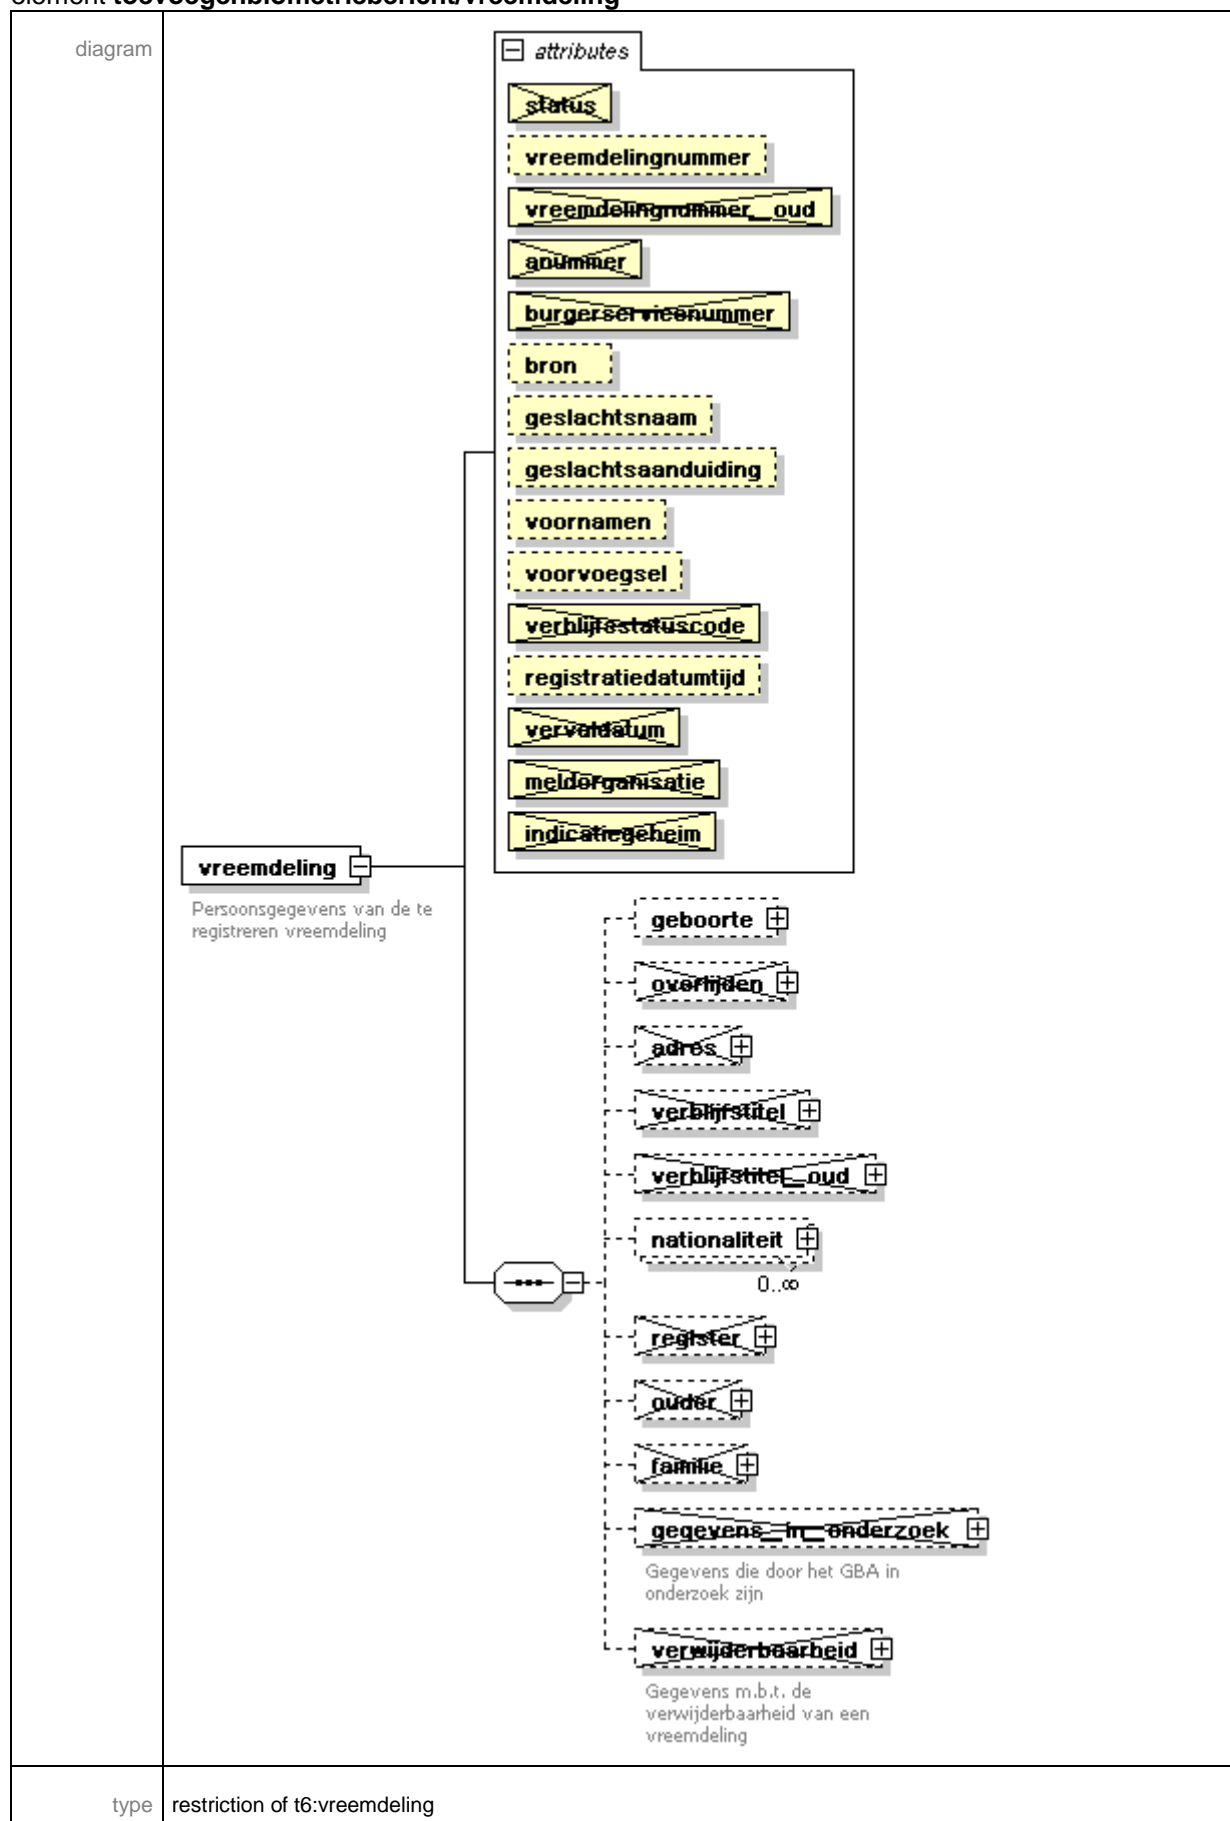 element toevoegenbiometriebericht/vreemdeling
diagram
attributes
status
vreemdelingnummer
vreemdelingnummer_oud
anummer
burgerservicenummer
bron
geslachtsnaam
geslachtsaanduiding
voornamen
voorvoegsel
verblijfsstatuscode
registratiedatumtijd
vervaldatum
meldorganisatie
indicatiegeheim
vreemdeling
Persoonsgegevens van de te
registreren vreemdeling
geboorte
overlijden
adres
verblijfstitel
verblijfstitel_oud
nationaliteit
0..∞
register
ouder
familie
gegevens_in_onderzoek
Gegevens die door het GBA in
onderzoek zijn
verwijderbaarheid
Gegevens m.b.t. de
verwijderbaarheid van een
vreemdeling
type
restriction of t6:vreemdeling